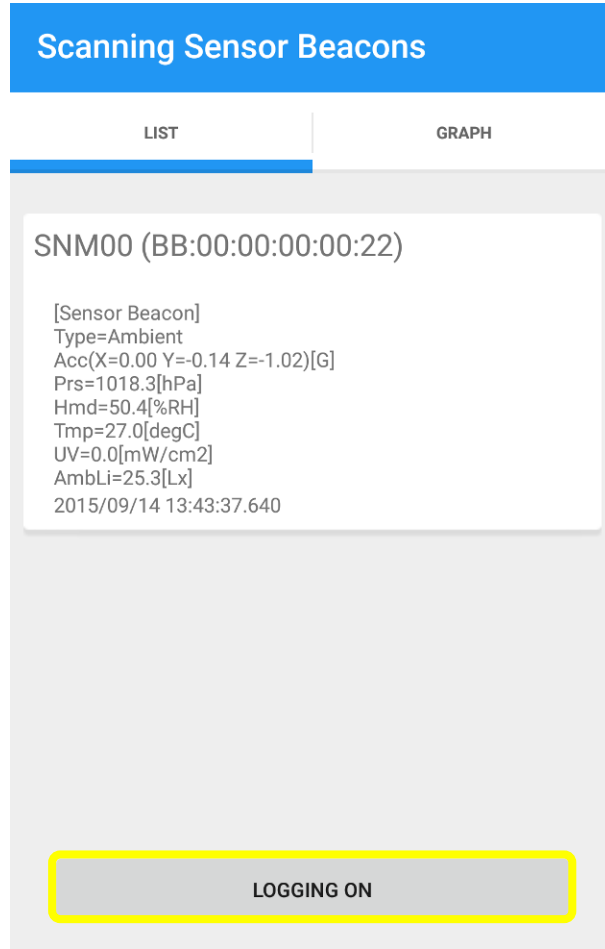 Scanning Sensor Beacons
LIST
GRAPH
SNM00 (BB:00:00:00:00:22)
[Sensor Beacon]
Type=Ambient
Acc(X=0.00 Y=-0.14 Z=-1.02)[G]
Prs=1018.3[hPa]
Hmd=50.4[%RH]
Tmp=27.0[degC]
UV=0.0[mW/cm2]
AmbLi=25.3[Lx]
2015/09/14 13:43:37.640
LOGGING ON